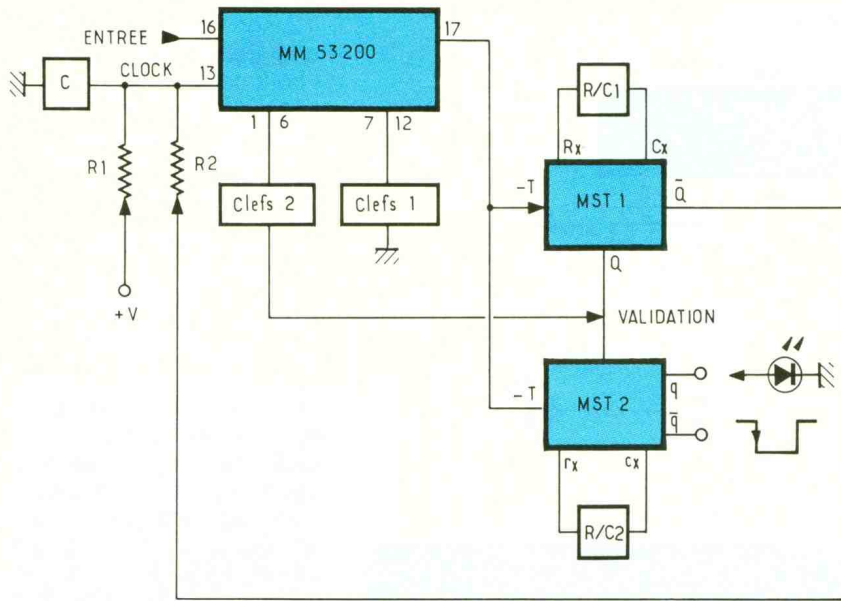 16
17
MM 53200
ENTREE
CLOCK
13
C
R/C1
1 6
7 12
Rx
Cx
R1
R2
Q̄
Clefs 2
Clefs 1
-T
MST 1
Q
+V
VALIDATION
-T
MST 2
q
q̄
rx
cx
R/C2